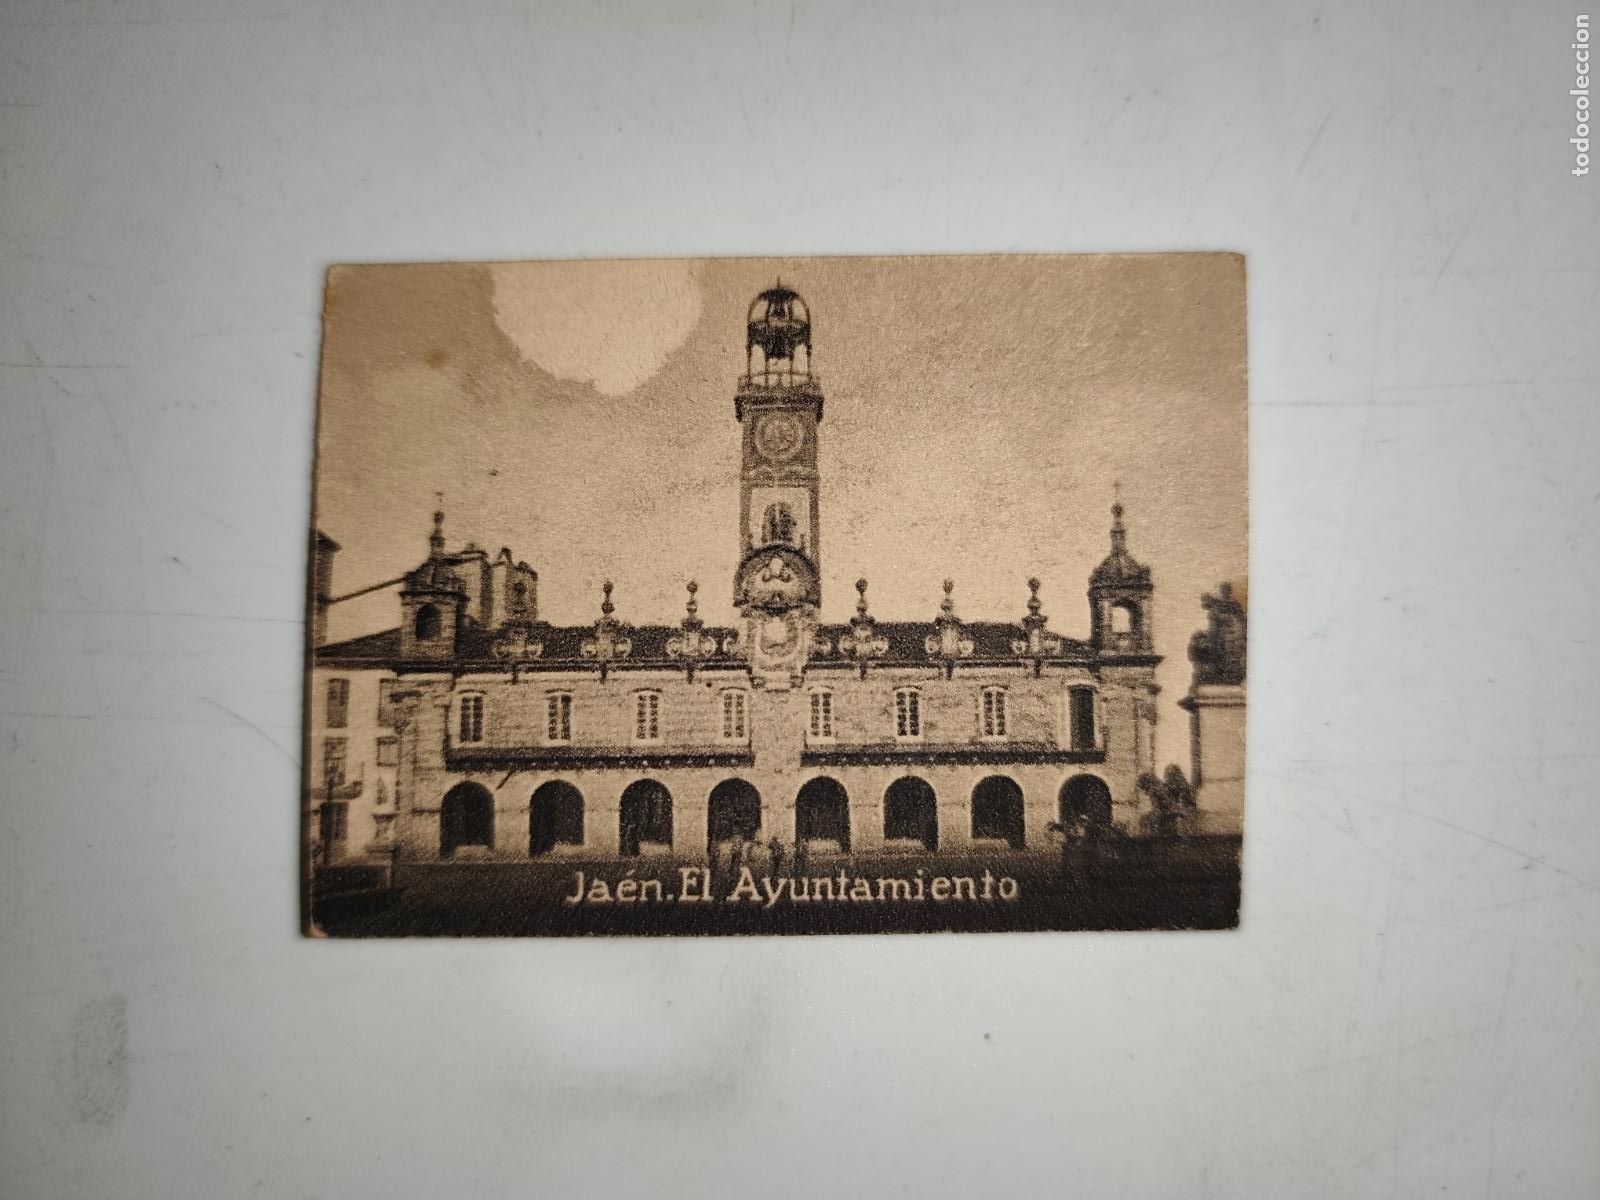 Jaén. El Ayuntamiento
todocoleccion